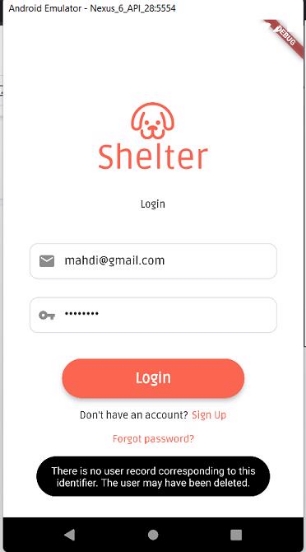 Android Emulator - Nexus_6_API_28:5554
DEBUG
Shelter
Login
mahdi@gmail.com
••••••••
Login
Don't have an account? Sign Up
Forgot password?
There is no user record corresponding to this
identifier. The user may have been deleted.